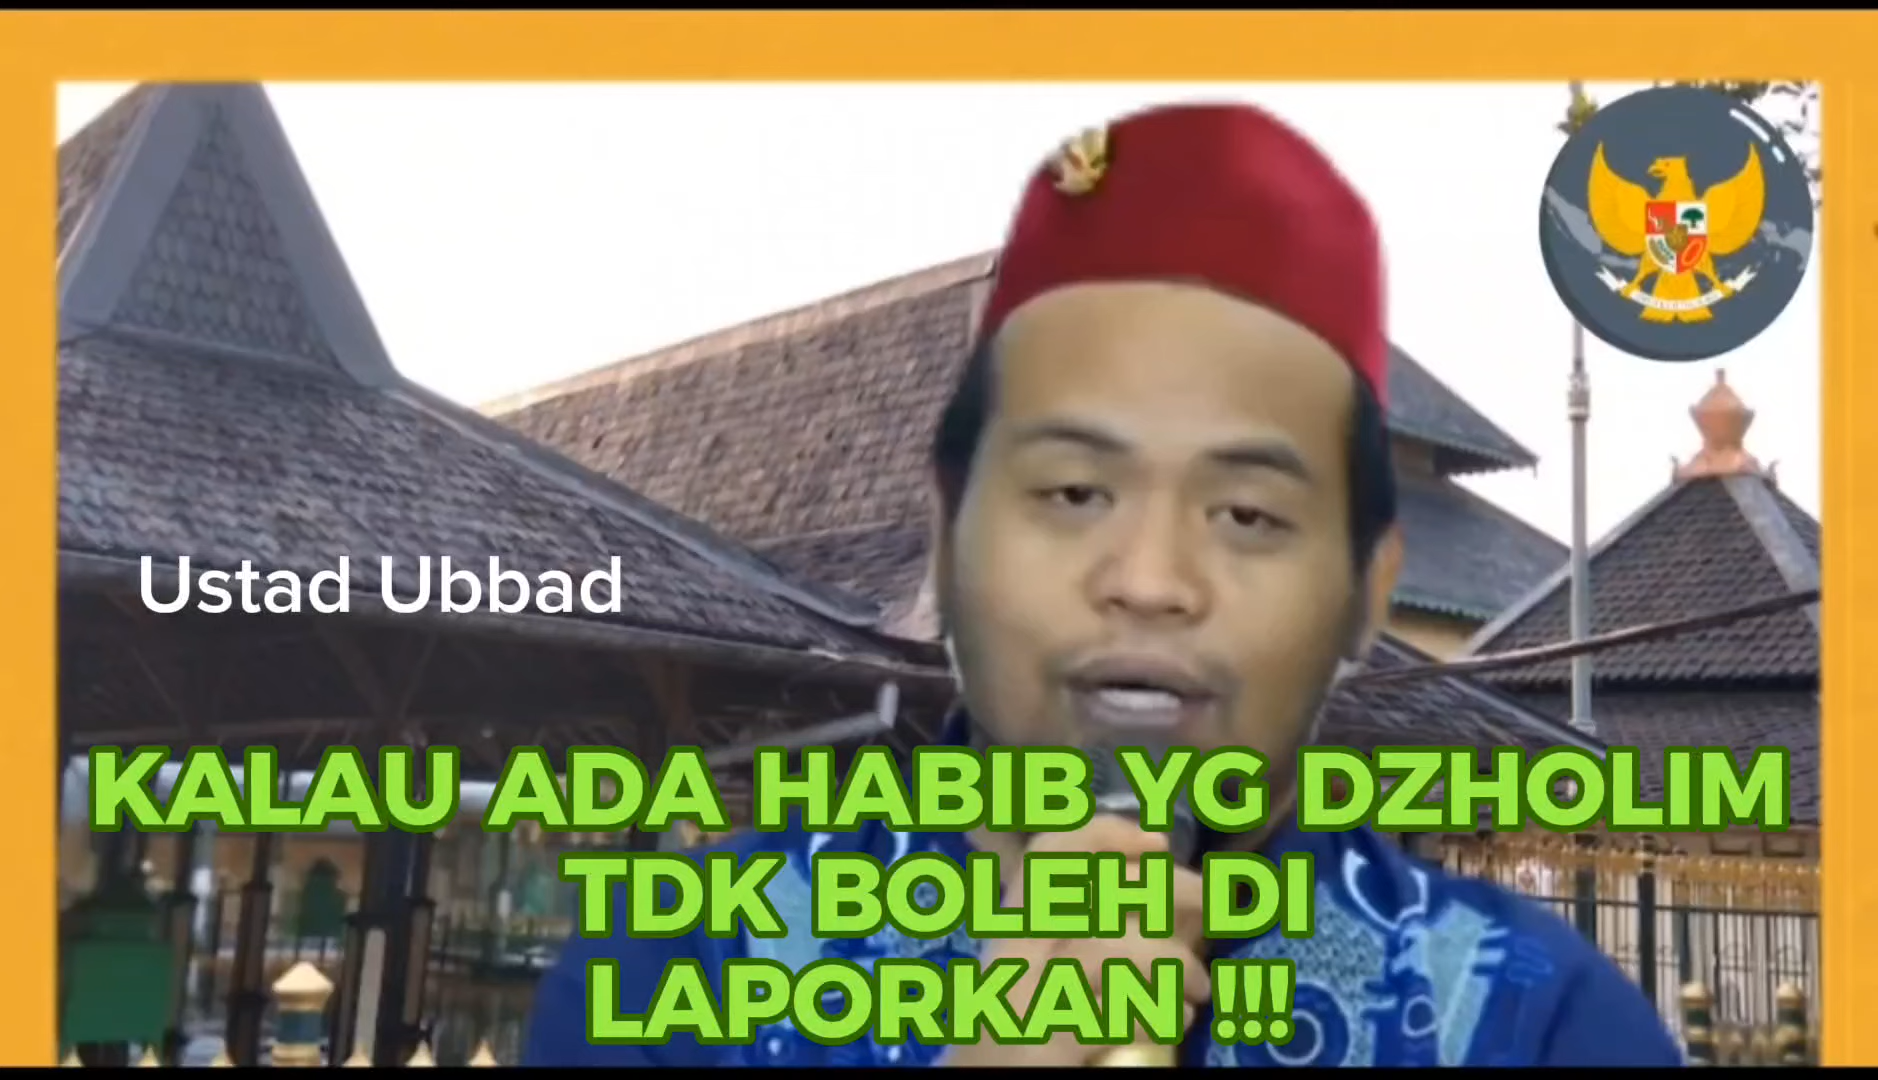 Ustad Ubbad
KALAU ADA HABIB YG DZHOLIM
TDK BOLEH DI
LAPORKAN !!!